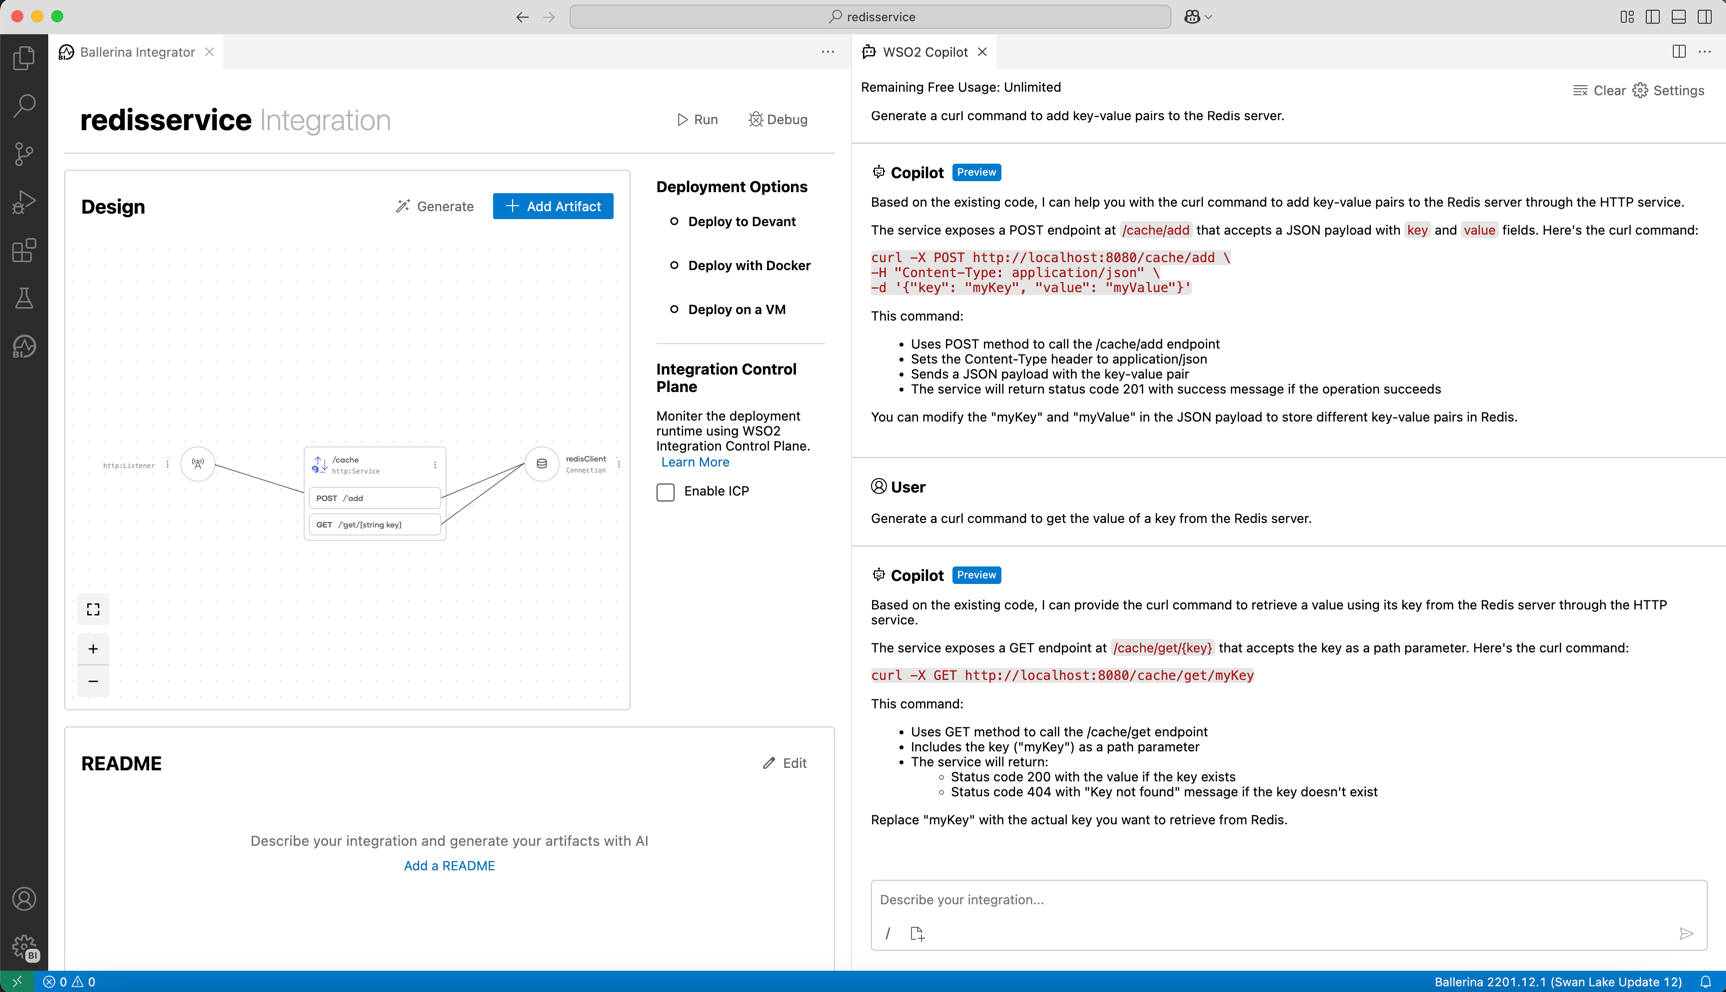 redisservice
Ballerina Integrator
redisservice Integration
Run
Debug
Design
Generate
Add Artifact
http:Listener
/cache
http:Service
POST /'add
GET /'get/[string key]
redisClient
Connection
Deployment Options
Deploy to Devant
Deploy with Docker
Deploy on a VM
Integration Control
Plane
Moniter the deployment
runtime using WSO2
Integration Control Plane.
Learn More
Enable ICP
README
Edit
Describe your integration and generate your artifacts with AI
Add a README
WSO2 Copilot
Remaining Free Usage: Unlimited
Clear
Settings
Generate a curl command to add key-value pairs to the Redis server.
Copilot Preview
Based on the existing code, I can help you with the curl command to add key-value pairs to the Redis server through the HTTP service.
The service exposes a POST endpoint at /cache/add that accepts a JSON payload with key and value fields. Here's the curl command:
curl -X POST http://localhost:8080/cache/add \
-H "Content-Type: application/json" \
-d '{"key": "myKey", "value": "myValue"}'
This command:
• Uses POST method to call the /cache/add endpoint
• Sets the Content-Type header to application/json
• Sends a JSON payload with the key-value pair
• The service will return status code 201 with success message if the operation succeeds
You can modify the "myKey" and "myValue" in the JSON payload to store different key-value pairs in Redis.
User
Generate a curl command to get the value of a key from the Redis server.
Copilot Preview
Based on the existing code, I can provide the curl command to retrieve a value using its key from the Redis server through the HTTP
service.
The service exposes a GET endpoint at /cache/get/{key} that accepts the key as a path parameter. Here's the curl command:
curl -X GET http://localhost:8080/cache/get/myKey
This command:
• Uses GET method to call the /cache/get endpoint
• Includes the key ("myKey") as a path parameter
• The service will return:
◦ Status code 200 with the value if the key exists
◦ Status code 404 with "Key not found" message if the key doesn't exist
Replace "myKey" with the actual key you want to retrieve from Redis.
Describe your integration...
/
BI
BI
0 0
Ballerina 2201.12.1 (Swan Lake Update 12)